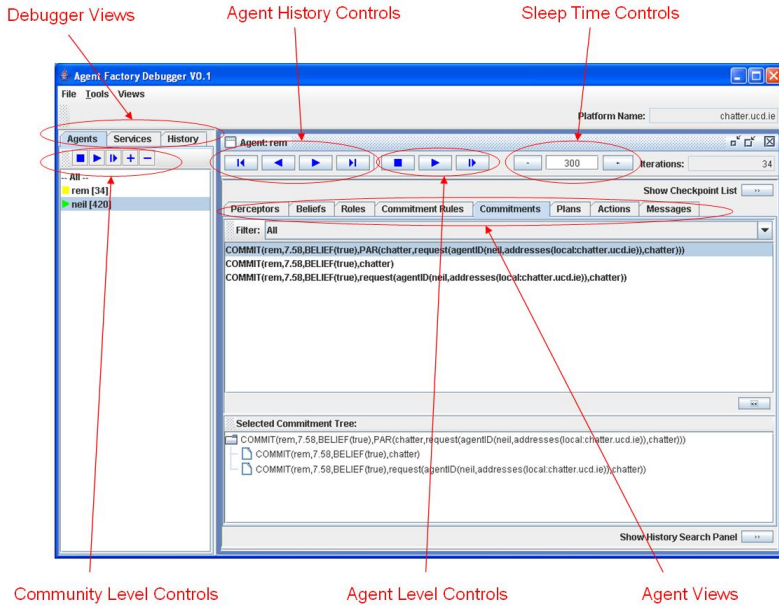 Debugger Views
Agent History Controls
Sleep Time Controls
Agent Factory Debugger V0.1
File Tools Views
Platform Name: chatter.ucd.ie
Agents Services History
Agent: rem
- 300 +
Iterations: 34
-- All --
rem [34]
neil [420]
Show Checkpoint List >>
Perceptors Beliefs Roles Commitment Rules Commitments Plans Actions Messages
Filter: All
COMMIT(rem,7.58,BELIEF(true),PAR(chatter,request(agentID(neil,addresses(local:chatter.ucd.ie)),chatter)))
COMMIT(rem,7.58,BELIEF(true),chatter)
COMMIT(rem,7.58,BELIEF(true),request(agentID(neil,addresses(local:chatter.ucd.ie)),chatter))
Selected Commitment Tree:
COMMIT(rem,7.58,BELIEF(true),PAR(chatter,request(agentID(neil,addresses(local:chatter.ucd.ie)),chatter)))
COMMIT(rem,7.58,BELIEF(true),chatter)
COMMIT(rem,7.58,BELIEF(true),request(agentID(neil,addresses(local:chatter.ucd.ie)),chatter))
Show History Search Panel >>
Community Level Controls
Agent Level Controls
Agent Views